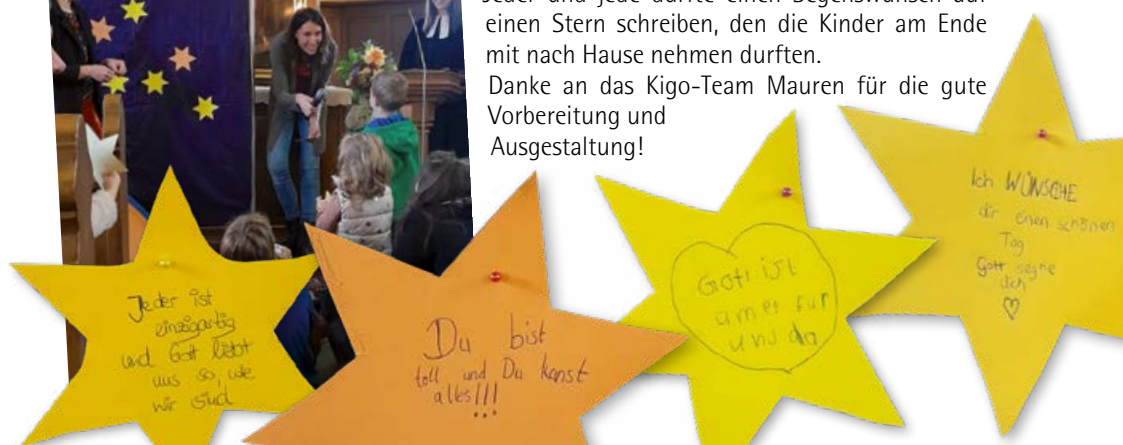 Jeder und jede durfte einen Segenswunsch auf
einen Stern schreiben, den die Kinder am Ende
mit nach Hause nehmen durften.
Danke an das Kigo-Team Mauren für die gute
Vorbereitung und
Ausgestaltung!
Jeder ist
einzigartig
und Gott liebt
uns so, wie
wir sind
Du bist
toll und Du kanst
alles!!!
Gott ist
imer für
uns da
Ich WÜNSCHE
dir einen schönen
Tag
Gott segne
dich
♡